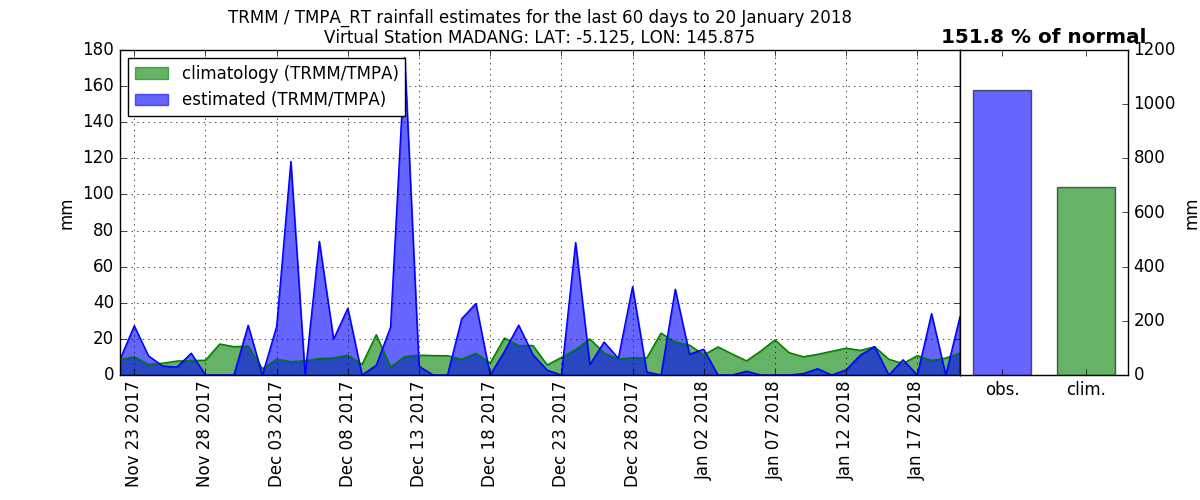 TRMM / TMPA_RT rainfall estimates for the last 60 days to 20 January 2018
Virtual Station MADANG: LAT: -5.125, LON: 145.875
151.8 % of normal
climatology (TRMM/TMPA)
estimated (TRMM/TMPA)
180
160
140
120
100
80
60
40
20
0
mm
Nov 23 2017
Nov 28 2017
Dec 03 2017
Dec 08 2017
Dec 13 2017
Dec 18 2017
Dec 23 2017
Dec 28 2017
Jan 02 2018
Jan 07 2018
Jan 12 2018
Jan 17 2018
obs.
clim.
1200
1000
800
600
400
200
0
mm